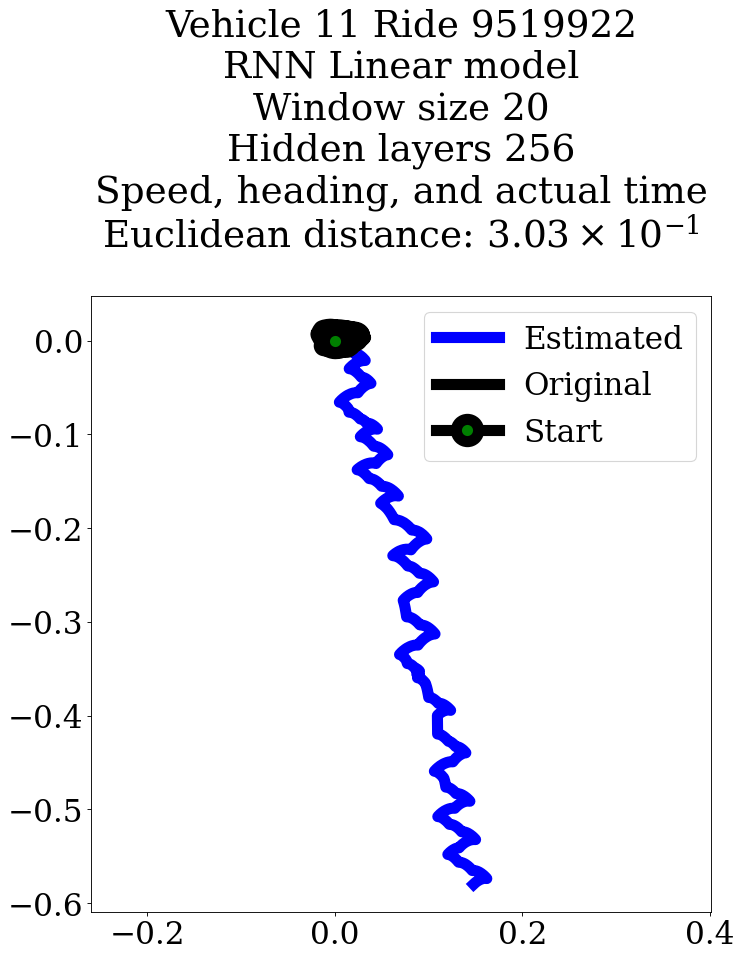 Vehicle 11 Ride 9519922
RNN Linear model
Window size 20
Hidden layers 256
Speed, heading, and actual time
Euclidean distance: 3.03 × 10⁻¹
Estimated
Original
Start
0.0
−0.1
−0.2
−0.3
−0.4
−0.5
−0.6
−0.2 0.0 0.2 0.4